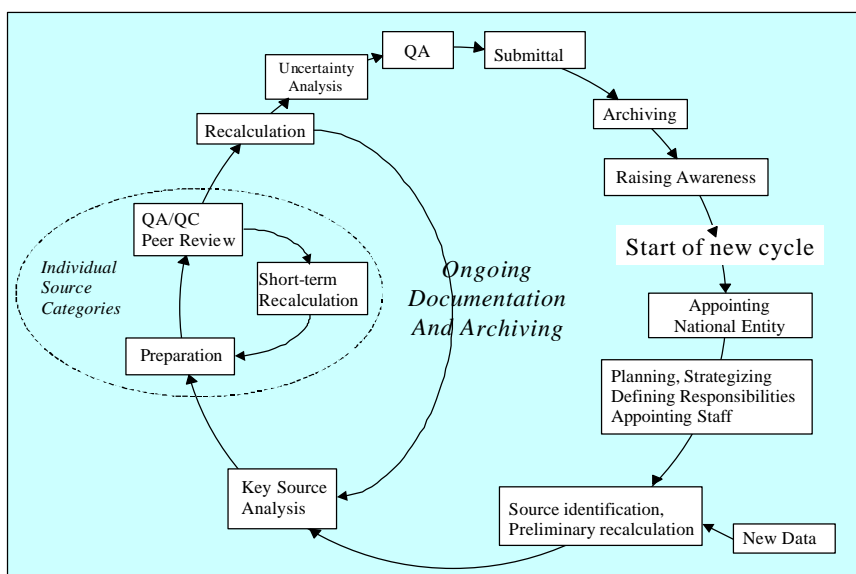 QA
Submittal
Uncertainty
Analysis
Archiving
Recalculation
Raising Awareness
QA/QC
Peer Review
Start of new cycle
Individual
Source
Categories
Short-term
Recalculation
Ongoing
Documentation
And Archiving
Appointing
National Entity
Preparation
Planning, Strategizing
Defining Responsibilities
Appointing Staff
Key Source
Analysis
Source identification,
Preliminary recalculation
New Data